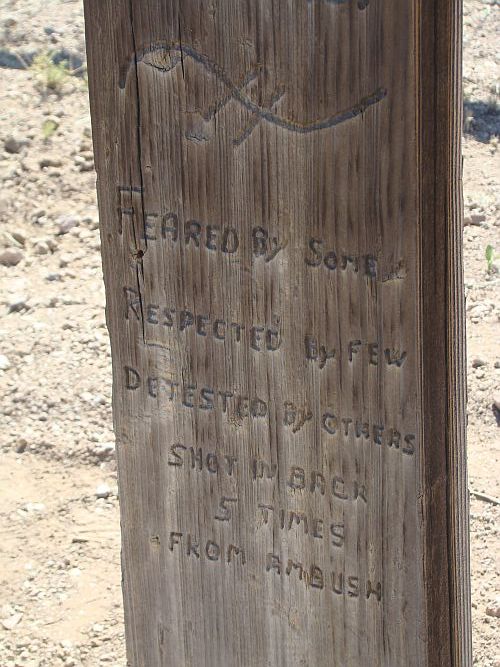 FEARED By SOME
RESPECTED By FEW
DETESTED By OTHERS
SHOT IN BACK
5 TIMES
FROM AMBUSH